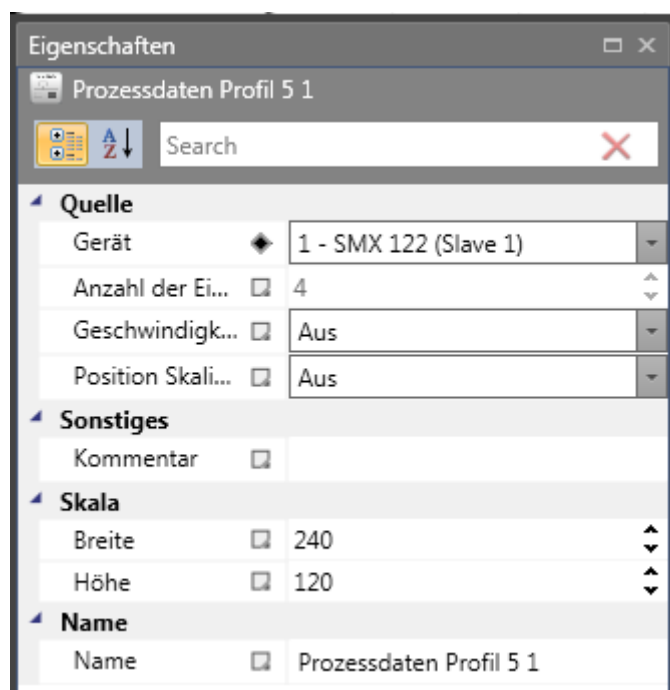 Eigenschaften
Prozessdaten Profil 5 1
Search
Quelle
Gerät 1 - SMX 122 (Slave 1)
Anzahl der Ei... 4
Geschwindigk... Aus
Position Skali... Aus
Sonstiges
Kommentar
Skala
Breite 240
Höhe 120
Name
Name Prozessdaten Profil 5 1